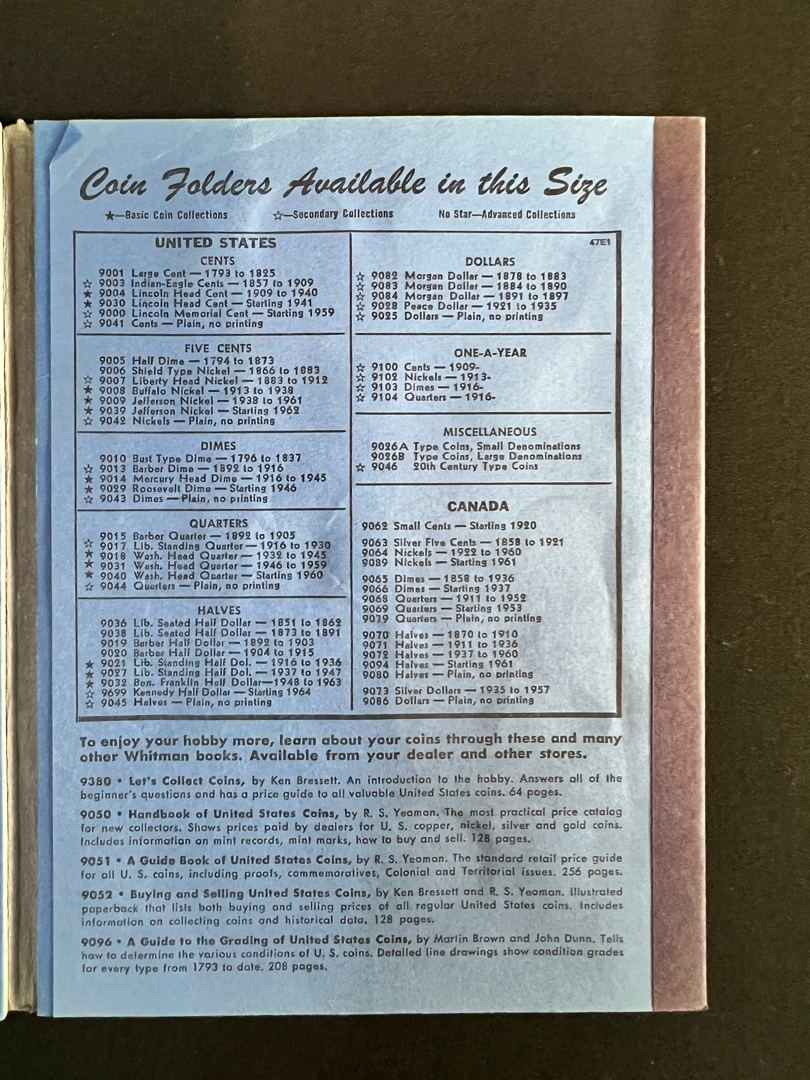 Coin Folders Available in this Size
★—Basic Coin Collections ☆—Secondary Collections No Star—Advanced Collections
UNITED STATES
CENTS
9001 Large Cent — 1793 to 1825
☆ 9003 Indian-Eagle Cents — 1857 to 1909
★ 9004 Lincoln Head Cent — 1909 to 1940
★ 9030 Lincoln Head Cent — Starting 1941
☆ 9000 Lincoln Memorial Cent — Starting 1959
☆ 9041 Cents — Plain, no printing
FIVE CENTS
9005 Half Dime — 1794 to 1873
9006 Shield Type Nickel — 1866 to 1883
☆ 9007 Liberty Head Nickel — 1883 to 1912
★ 9008 Buffalo Nickel — 1913 to 1938
★ 9009 Jefferson Nickel — 1938 to 1961
★ 9039 Jefferson Nickel — Starting 1962
☆ 9042 Nickels — Plain, no printing
DIMES
9010 Bust Type Dime — 1796 to 1837
☆ 9013 Barber Dime — 1892 to 1916
★ 9014 Mercury Head Dime — 1916 to 1945
★ 9029 Roosevelt Dime — Starting 1946
☆ 9043 Dimes — Plain, no printing
QUARTERS
9015 Barber Quarter — 1892 to 1905
☆ 9017 Lib. Standing Quarter — 1916 to 1930
★ 9018 Wash. Head Quarter — 1932 to 1945
★ 9031 Wash. Head Quarter — 1946 to 1959
★ 9040 Wash. Head Quarter — Starting 1960
☆ 9044 Quarters — Plain, no printing
HALVES
9036 Lib. Seated Half Dollar — 1851 to 1862
9038 Lib. Seated Half Dollar — 1873 to 1891
9019 Barber Half Dollar — 1892 to 1903
9020 Barber Half Dollar — 1904 to 1915
★ 9021 Lib. Standing Half Dol. — 1916 to 1936
★ 9027 Lib. Standing Half Dol. — 1937 to 1947
★ 9032 Ben. Franklin Half Dollar—1948 to 1963
☆ 9699 Kennedy Half Dollar — Starting 1964
☆ 9045 Halves — Plain, no printing
47E1
DOLLARS
☆ 9082 Morgan Dollar — 1878 to 1883
☆ 9083 Morgan Dollar — 1884 to 1890
☆ 9084 Morgan Dollar — 1891 to 1897
☆ 9028 Peace Dollar — 1921 to 1935
☆ 9025 Dollars — Plain, no printing
ONE-A-YEAR
☆ 9100 Cents — 1909-
☆ 9102 Nickels — 1913-
☆ 9103 Dimes — 1916-
☆ 9104 Quarters — 1916-
MISCELLANEOUS
9026A Type Coins, Small Denominations
9026B Type Coins, Large Denominations
☆ 9046 20th Century Type Coins
CANADA
9062 Small Cents — Starting 1920
9063 Silver Five Cents — 1858 to 1921
9064 Nickels — 1922 to 1960
9089 Nickels — Starting 1961
9065 Dimes — 1858 to 1936
9066 Dimes — Starting 1937
9068 Quarters — 1911 to 1952
9069 Quarters — Starting 1953
9079 Quarters — Plain, no printing
9070 Halves — 1870 to 1910
9071 Halves — 1911 to 1936
9072 Halves — 1937 to 1960
9094 Halves — Starting 1961
9080 Halves — Plain, no printing
9073 Silver Dollars — 1935 to 1957
9086 Dollars — Plain, no printing
To enjoy your hobby more, learn about your coins through these and many
other Whitman books. Available from your dealer and other stores.
9380 • Let's Collect Coins, by Ken Bressett. An introduction to the hobby. Answers all of the
beginner's questions and has a price guide to all valuable United States coins. 64 pages.
9050 • Handbook of United States Coins, by R. S. Yeoman. The most practical price catalog
for new collectors. Shows prices paid by dealers for U. S. copper, nickel, silver and gold coins.
Includes information on mint records, mint marks, how to buy and sell. 128 pages.
9051 • A Guide Book of United States Coins, by R. S. Yeoman. The standard retail price guide
for all U. S. coins, including proofs, commemoratives, Colonial and Territorial issues. 256 pages.
9052 • Buying and Selling United States Coins, by Ken Bressett and R. S. Yeoman. Illustrated
paperback that lists both buying and selling prices of all regular United States coins. Includes
information on collecting coins and historical data. 128 pages.
9096 • A Guide to the Grading of United States Coins, by Martin Brown and John Dunn. Tells
how to determine the various conditions of U. S. coins. Detailed line drawings show condition grades
for every type from 1793 to date. 208 pages.